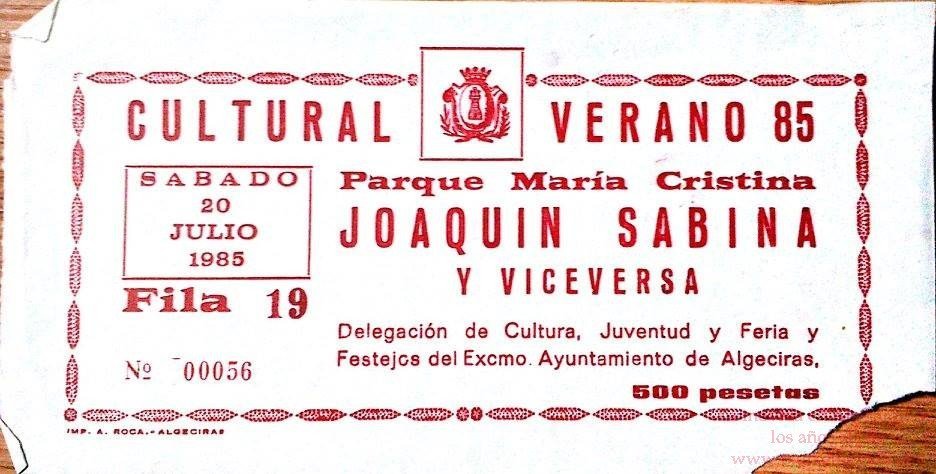 CULTURAL VERANO 85
SABADO
20
JULIO
1985
Fila 19
Nº 00056
Parque María Cristina
JOAQUIN SABINA
Y VICEVERSA
Delegación de Cultura, Juventud y Feria y
Festejos del Excmo. Ayuntamiento de Algeciras,
500 pesetas
IMP. A. ROCA.-ALGECIRAS
los año
www.